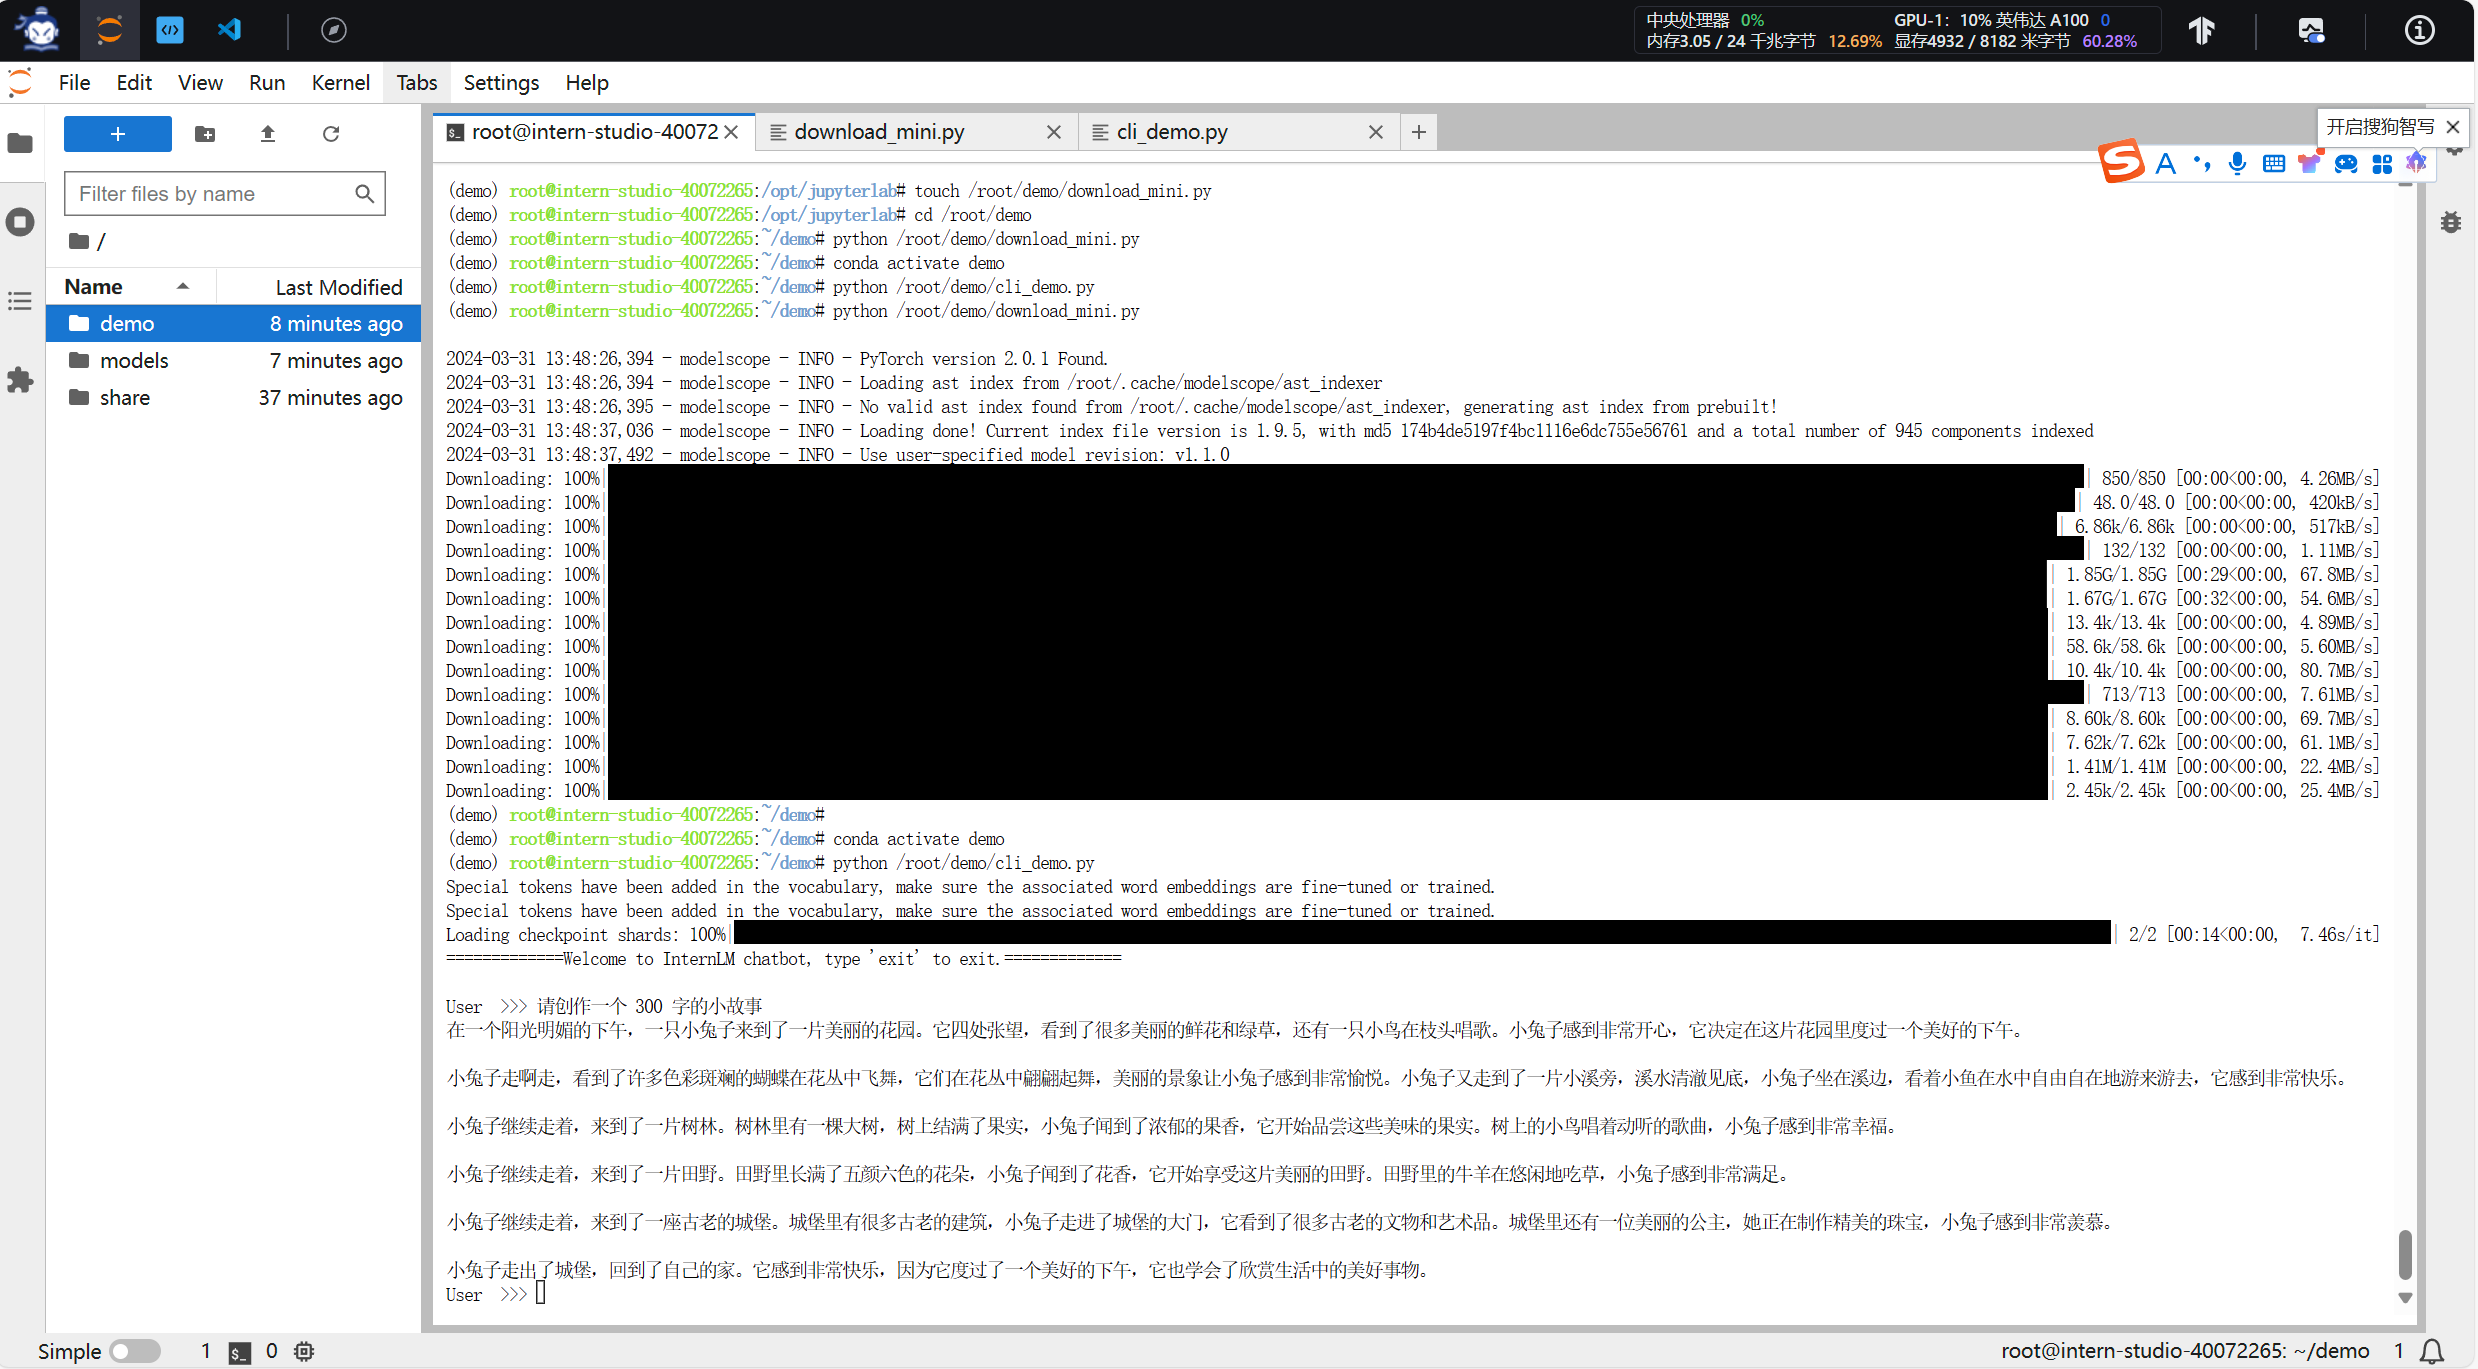 中央处理器 0% GPU-1: 10% 英伟达 A100 0
内存3.05 / 24 千兆字节 12.69% 显存4932 / 8182 米字节 60.28%
File Edit View Run Kernel Tabs Settings Help
root@intern-studio-40072 download_mini.py cli_demo.py
开启搜狗智写
Filter files by name
/
Name Last Modified
demo 8 minutes ago
models 7 minutes ago
share 37 minutes ago
(demo) root@intern-studio-40072265:/opt/jupyterlab# touch /root/demo/download_mini.py
(demo) root@intern-studio-40072265:/opt/jupyterlab# cd /root/demo
(demo) root@intern-studio-40072265:~/demo# python /root/demo/download_mini.py
(demo) root@intern-studio-40072265:~/demo# conda activate demo
(demo) root@intern-studio-40072265:~/demo# python /root/demo/cli_demo.py
(demo) root@intern-studio-40072265:~/demo# python /root/demo/download_mini.py
2024-03-31 13:48:26,394 - modelscope - INFO - PyTorch version 2.0.1 Found.
2024-03-31 13:48:26,394 - modelscope - INFO - Loading ast index from /root/.cache/modelscope/ast_indexer
2024-03-31 13:48:26,395 - modelscope - INFO - No valid ast index found from /root/.cache/modelscope/ast_indexer, generating ast index from prebuilt!
2024-03-31 13:48:37,036 - modelscope - INFO - Loading done! Current index file version is 1.9.5, with md5 174b4de5197f4bc1116e6dc755e56761 and a total number of 945 components indexed
2024-03-31 13:48:37,492 - modelscope - INFO - Use user-specified model revision: v1.1.0
Downloading: 100%| | 850/850 [00:00<00:00, 4.26MB/s]
Downloading: 100%| | 48.0/48.0 [00:00<00:00, 420kB/s]
Downloading: 100%| | 6.86k/6.86k [00:00<00:00, 517kB/s]
Downloading: 100%| | 132/132 [00:00<00:00, 1.11MB/s]
Downloading: 100%| | 1.85G/1.85G [00:29<00:00, 67.8MB/s]
Downloading: 100%| | 1.67G/1.67G [00:32<00:00, 54.6MB/s]
Downloading: 100%| | 13.4k/13.4k [00:00<00:00, 4.89MB/s]
Downloading: 100%| | 58.6k/58.6k [00:00<00:00, 5.60MB/s]
Downloading: 100%| | 10.4k/10.4k [00:00<00:00, 80.7MB/s]
Downloading: 100%| | 713/713 [00:00<00:00, 7.61MB/s]
Downloading: 100%| | 8.60k/8.60k [00:00<00:00, 69.7MB/s]
Downloading: 100%| | 7.62k/7.62k [00:00<00:00, 61.1MB/s]
Downloading: 100%| | 1.41M/1.41M [00:00<00:00, 22.4MB/s]
Downloading: 100%| | 2.45k/2.45k [00:00<00:00, 25.4MB/s]
(demo) root@intern-studio-40072265:~/demo#
(demo) root@intern-studio-40072265:~/demo# conda activate demo
(demo) root@intern-studio-40072265:~/demo# python /root/demo/cli_demo.py
Special tokens have been added in the vocabulary, make sure the associated word embeddings are fine-tuned or trained.
Special tokens have been added in the vocabulary, make sure the associated word embeddings are fine-tuned or trained.
Loading checkpoint shards: 100%| | 2/2 [00:14<00:00, 7.46s/it]
=============Welcome to InternLM chatbot, type 'exit' to exit.=============
User >>> 请创作一个 300 字的小故事
在一个阳光明媚的下午，一只小兔子来到了一片美丽的花园。它四处张望，看到了很多美丽的鲜花和绿草，还有一只小鸟在枝头唱歌。小兔子感到非常开心，它决定在这片花园里度过一个美好的下午。
小兔子走啊走，看到了许多色彩斑斓的蝴蝶在花丛中飞舞，它们在花丛中翩翩起舞，美丽的景象让小兔子感到非常愉悦。小兔子又走到了一片小溪旁，溪水清澈见底，小兔子坐在溪边，看着小鱼在水中自由自在地游来游去，它感到非常快乐。
小兔子继续走着，来到了一片树林。树林里有一棵大树，树上结满了果实，小兔子闻到了浓郁的果香，它开始品尝这些美味的果实。树上的小鸟唱着动听的歌曲，小兔子感到非常幸福。
小兔子继续走着，来到了一片田野。田野里长满了五颜六色的花朵，小兔子闻到了花香，它开始享受这片美丽的田野。田野里的牛羊在悠闲地吃草，小兔子感到非常满足。
小兔子继续走着，来到了一座古老的城堡。城堡里有很多古老的建筑，小兔子走进了城堡的大门，它看到了很多古老的文物和艺术品。城堡里还有一位美丽的公主，她正在制作精美的珠宝，小兔子感到非常羡慕。
小兔子走出了城堡，回到了自己的家。它感到非常快乐，因为它度过了一个美好的下午，它也学会了欣赏生活中的美好事物。
User >>>
Simple 1 0 root@intern-studio-40072265: ~/demo 1